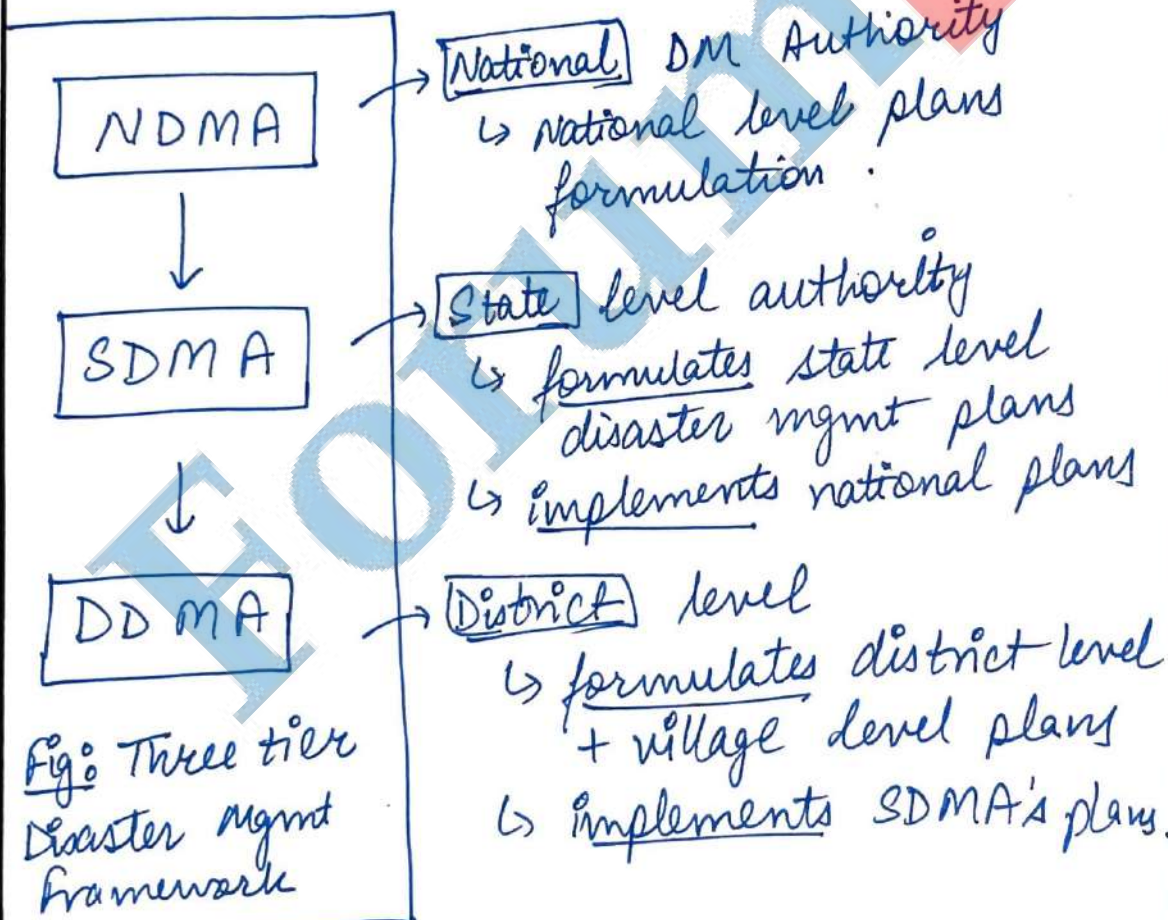 NDMA
National DM Authority
↳ National level plans
formulation.
SDMA
State level authority
↳ formulates state level
disaster mgmt plans
↳ implements national plans
DDMA
District level
↳ formulates district level
+ village level plans
↳ implements SDMA's plans.
Fig: Three tier
Disaster Mgmt
Framework
Forum